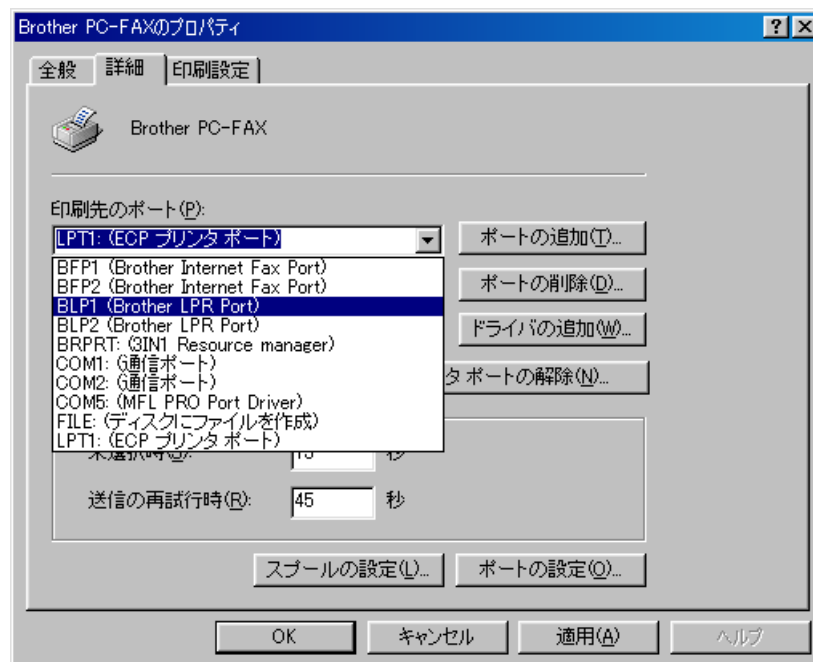 Brother PC-FAXのプロパティ
全般 詳細 印刷設定
Brother PC-FAX
印刷先のポート(P):
LPT1: (ECP プリンタ ポート)
ポートの追加(T)...
BFP1 (Brother Internet Fax Port)
BFP2 (Brother Internet Fax Port)
BLP1 (Brother LPR Port)
BLP2 (Brother LPR Port)
BRPRT: (3IN1 Resource manager)
COM1: (通信ポート)
COM2: (通信ポート)
COM5: (MFL PRO Port Driver)
FILE: (ディスクにファイルを作成)
LPT1: (ECP プリンタ ポート)
ポートの削除(D)...
ドライバの追加(W)...
タ ポートの解除(N)...
秒
送信の再試行時(R): 45 秒
スプールの設定(L)... ポートの設定(O)...
OK キャンセル 適用(A) ヘルプ